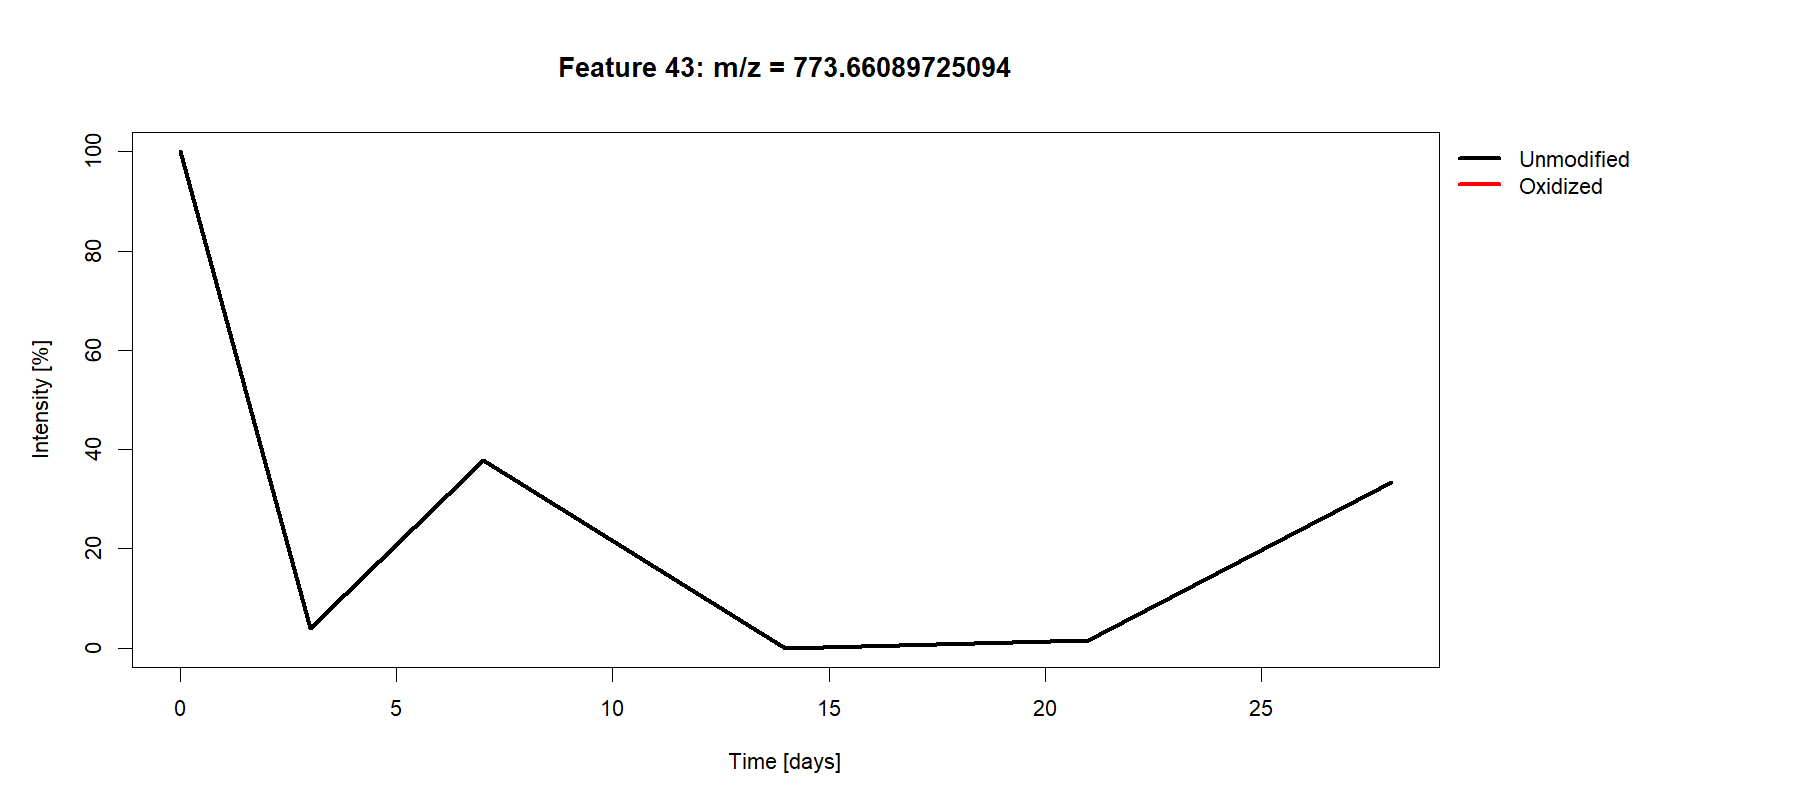 Feature 43: m/z = 773.66089725094
Unmodified
Oxidized
Intensity [%]
100
80
60
40
20
0
0 5 10 15 20 25
Time [days]